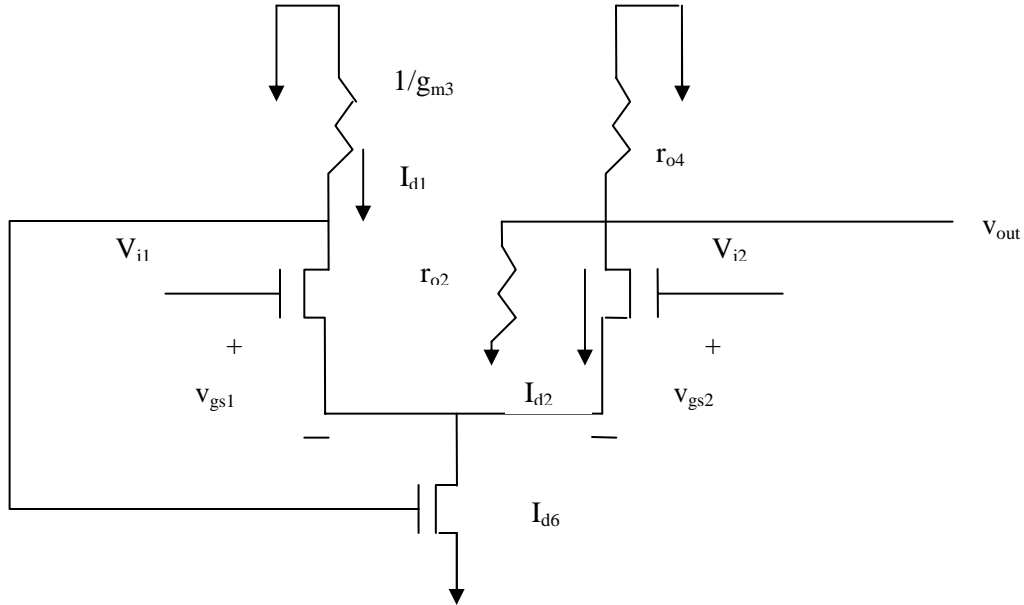 1/gm3
ro4
Id1
vout
Vi1
Vi2
ro2
+
+
vgs1
Id2
vgs2
—
—
Id6